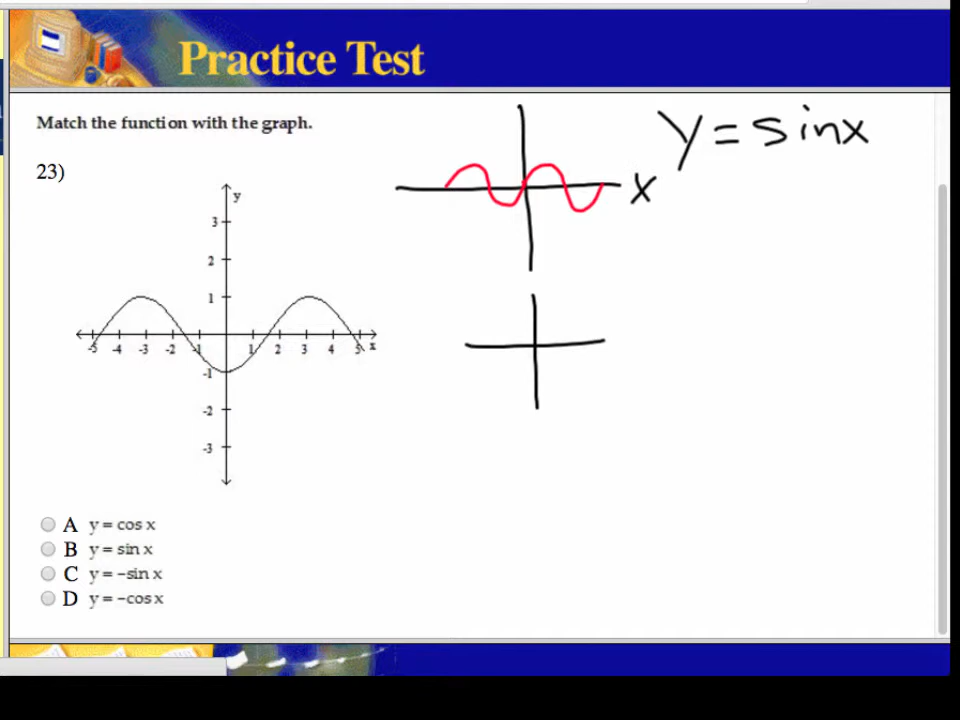 Practice Test
Match the function with the graph.
y = sin x
23)
x
y
3
2
1
-5 -4 -3 -2 -1 1 2 3 4 5 x
-1
-2
-3
A y = cos x
B y = sin x
C y = -sin x
D y = -cos x